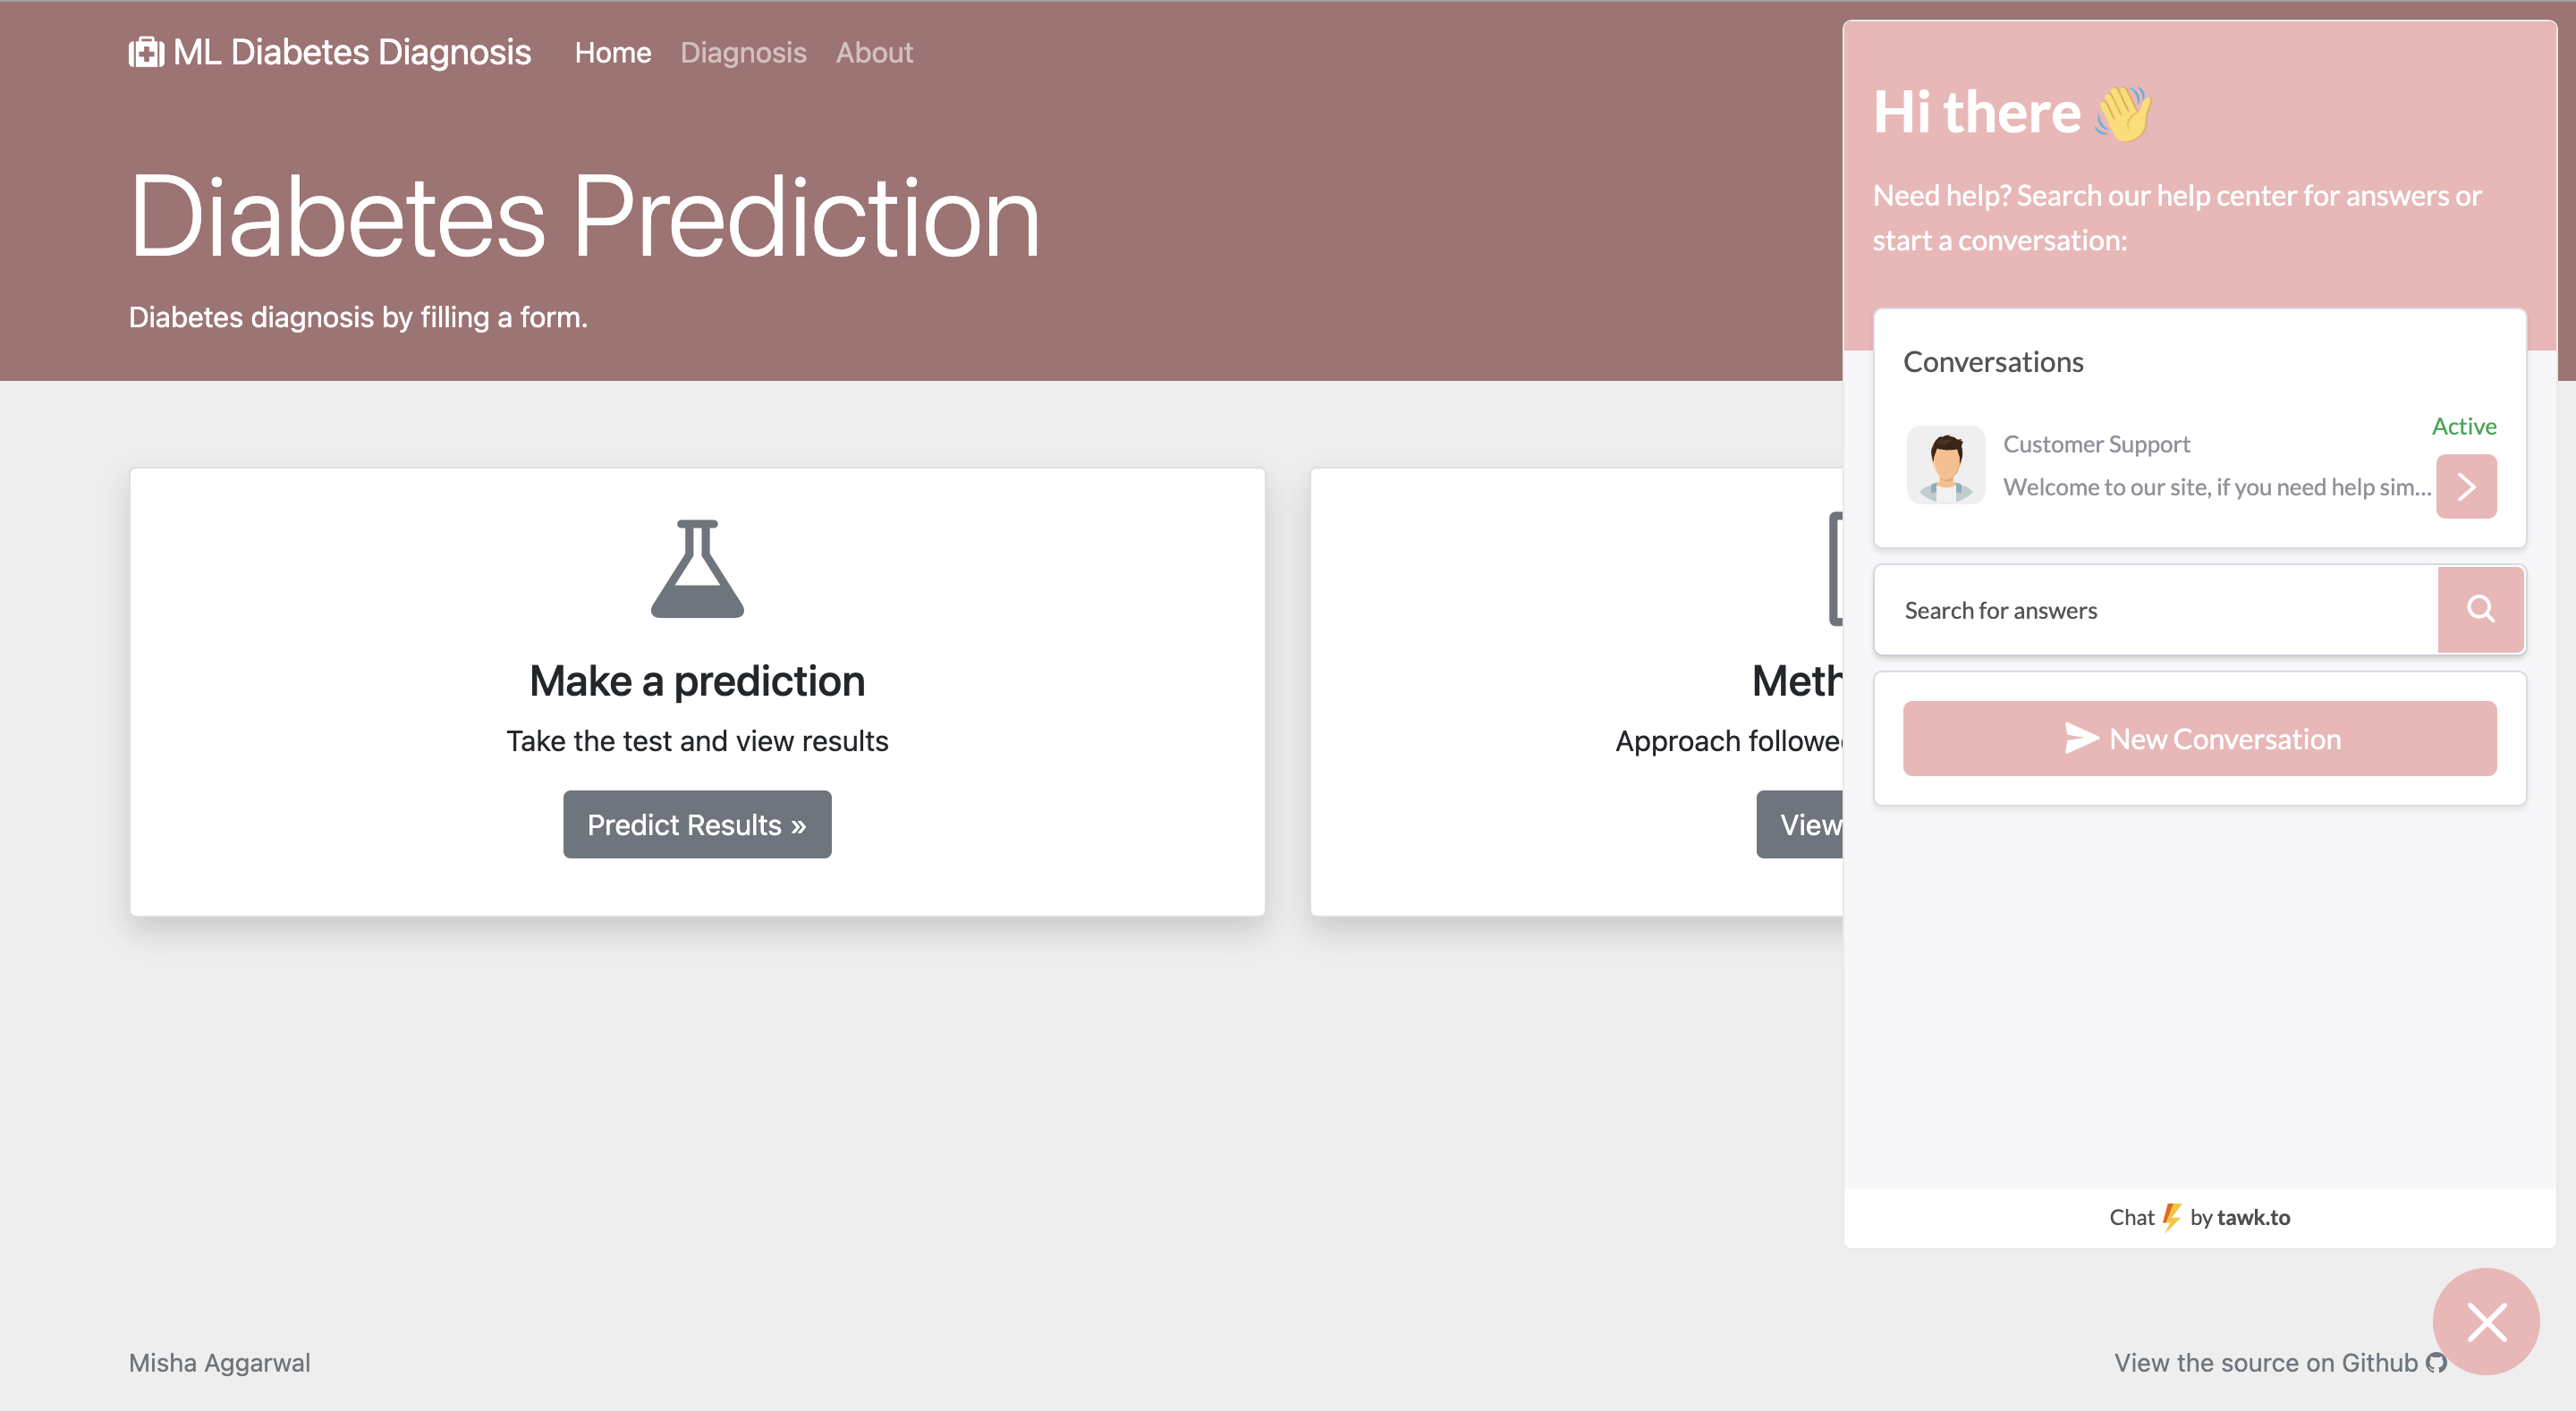 ML Diabetes Diagnosis Home Diagnosis About
Diabetes Prediction
Diabetes diagnosis by filling a form.
Make a prediction
Take the test and view results
Predict Results »
Approach
View
Hi there
Need help? Search our help center for answers or
start a conversation:
Conversations
Active
Customer Support
Welcome to our site, if you need help sim...
Search for answers
New Conversation
Chat by tawk.to
Misha Aggarwal
View the source on Github